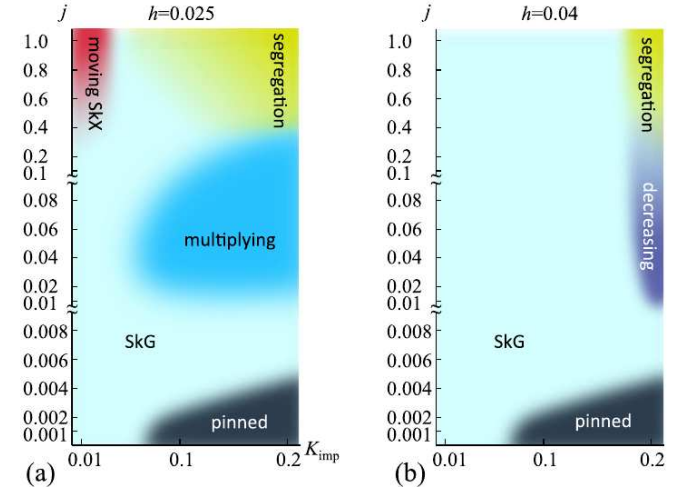 j
h=0.025
1.0
0.8
0.6
0.4
0.2
0.1
0.08
0.06
0.04
0.02
0.01
0.008
0.006
0.004
0.002
0.001
moving SkX
segregation
multiplying
SkG
pinned
0.01
0.1
0.2
K_imp
(a)
j
h=0.04
1.0
0.8
0.6
0.4
0.2
0.1
0.08
0.06
0.04
0.02
0.01
0.008
0.006
0.004
0.002
0.001
segregation
decreasing
SkG
pinned
0.01
0.1
0.2
(b)